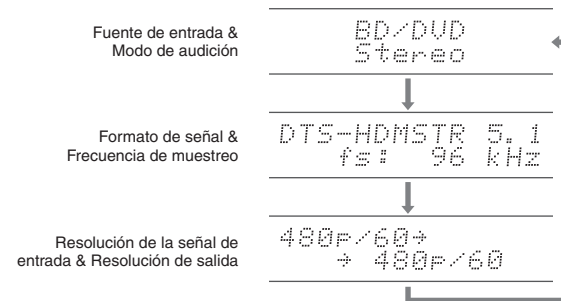 Fuente de entrada &
Modo de audición
BD/DVD
Stereo
Formato de señal &
Frecuencia de muestreo
DTS-HDMSTR 5.1
fs: 96 kHz
Resolución de la señal de
entrada & Resolución de salida
480p/60→
→ 480p/60